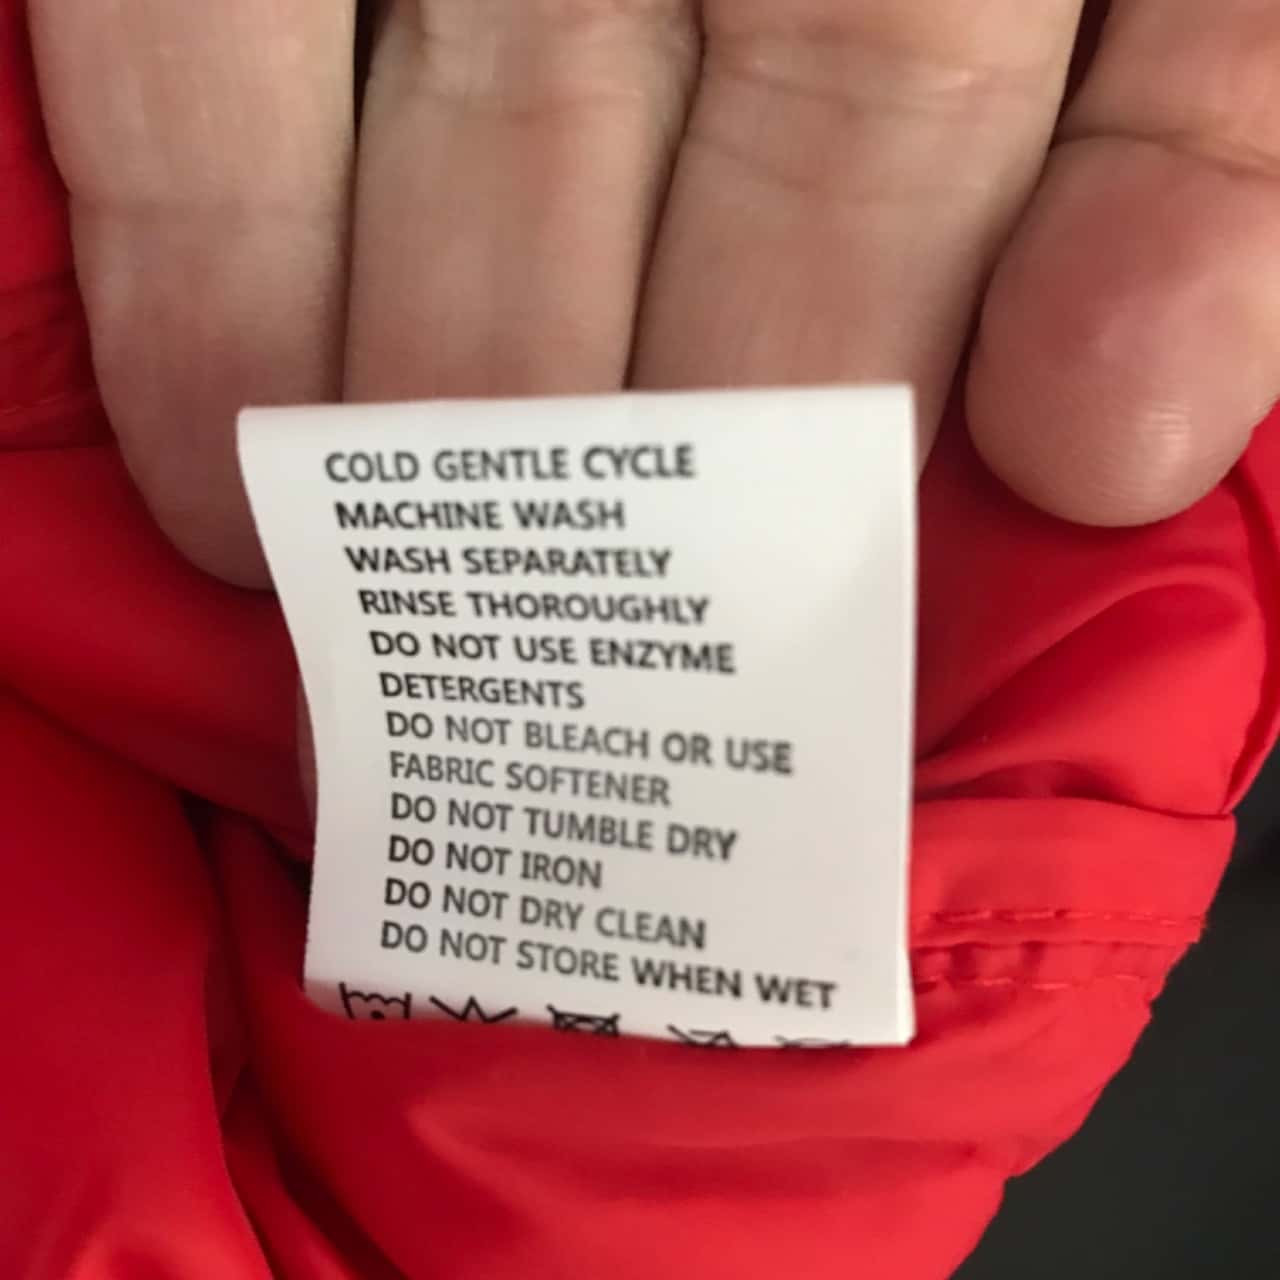 COLD GENTLE CYCLE
MACHINE WASH
WASH SEPARATELY
RINSE THOROUGHLY
DO NOT USE ENZYME
DETERGENTS
DO NOT BLEACH OR USE
FABRIC SOFTENER
DO NOT TUMBLE DRY
DO NOT IRON
DO NOT DRY CLEAN
DO NOT STORE WHEN WET